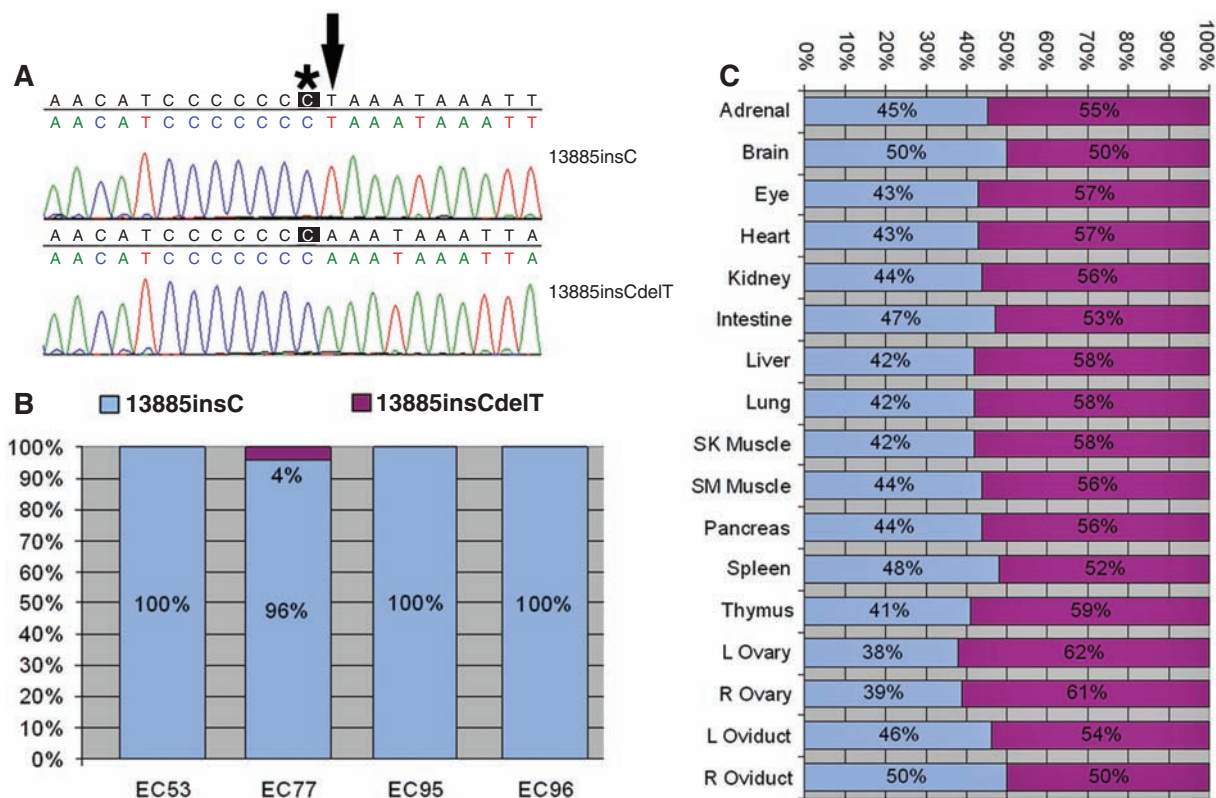 A
*
A A C A T C C C C C C C T A A A T A A A T T
A A C A T C C C C C C C T A A A T A A A T T
13885insC
A A C A T C C C C C C C A A A T A A A T T A
A A C A T C C C C C C C A A A T A A A T T A
13885insCdelT
B
13885insC
13885insCdelT
100%
90%
80%
70%
60%
50%
40%
30%
20%
10%
0%
100%
4%
96%
100%
100%
EC53
EC77
EC95
EC96
C
0%
10%
20%
30%
40%
50%
60%
70%
80%
90%
100%
Adrenal 45% 55%
Brain 50% 50%
Eye 43% 57%
Heart 43% 57%
Kidney 44% 56%
Intestine 47% 53%
Liver 42% 58%
Lung 42% 58%
SK Muscle 42% 58%
SM Muscle 44% 56%
Pancreas 44% 56%
Spleen 48% 52%
Thymus 41% 59%
L Ovary 38% 62%
R Ovary 39% 61%
L Oviduct 46% 54%
R Oviduct 50% 50%